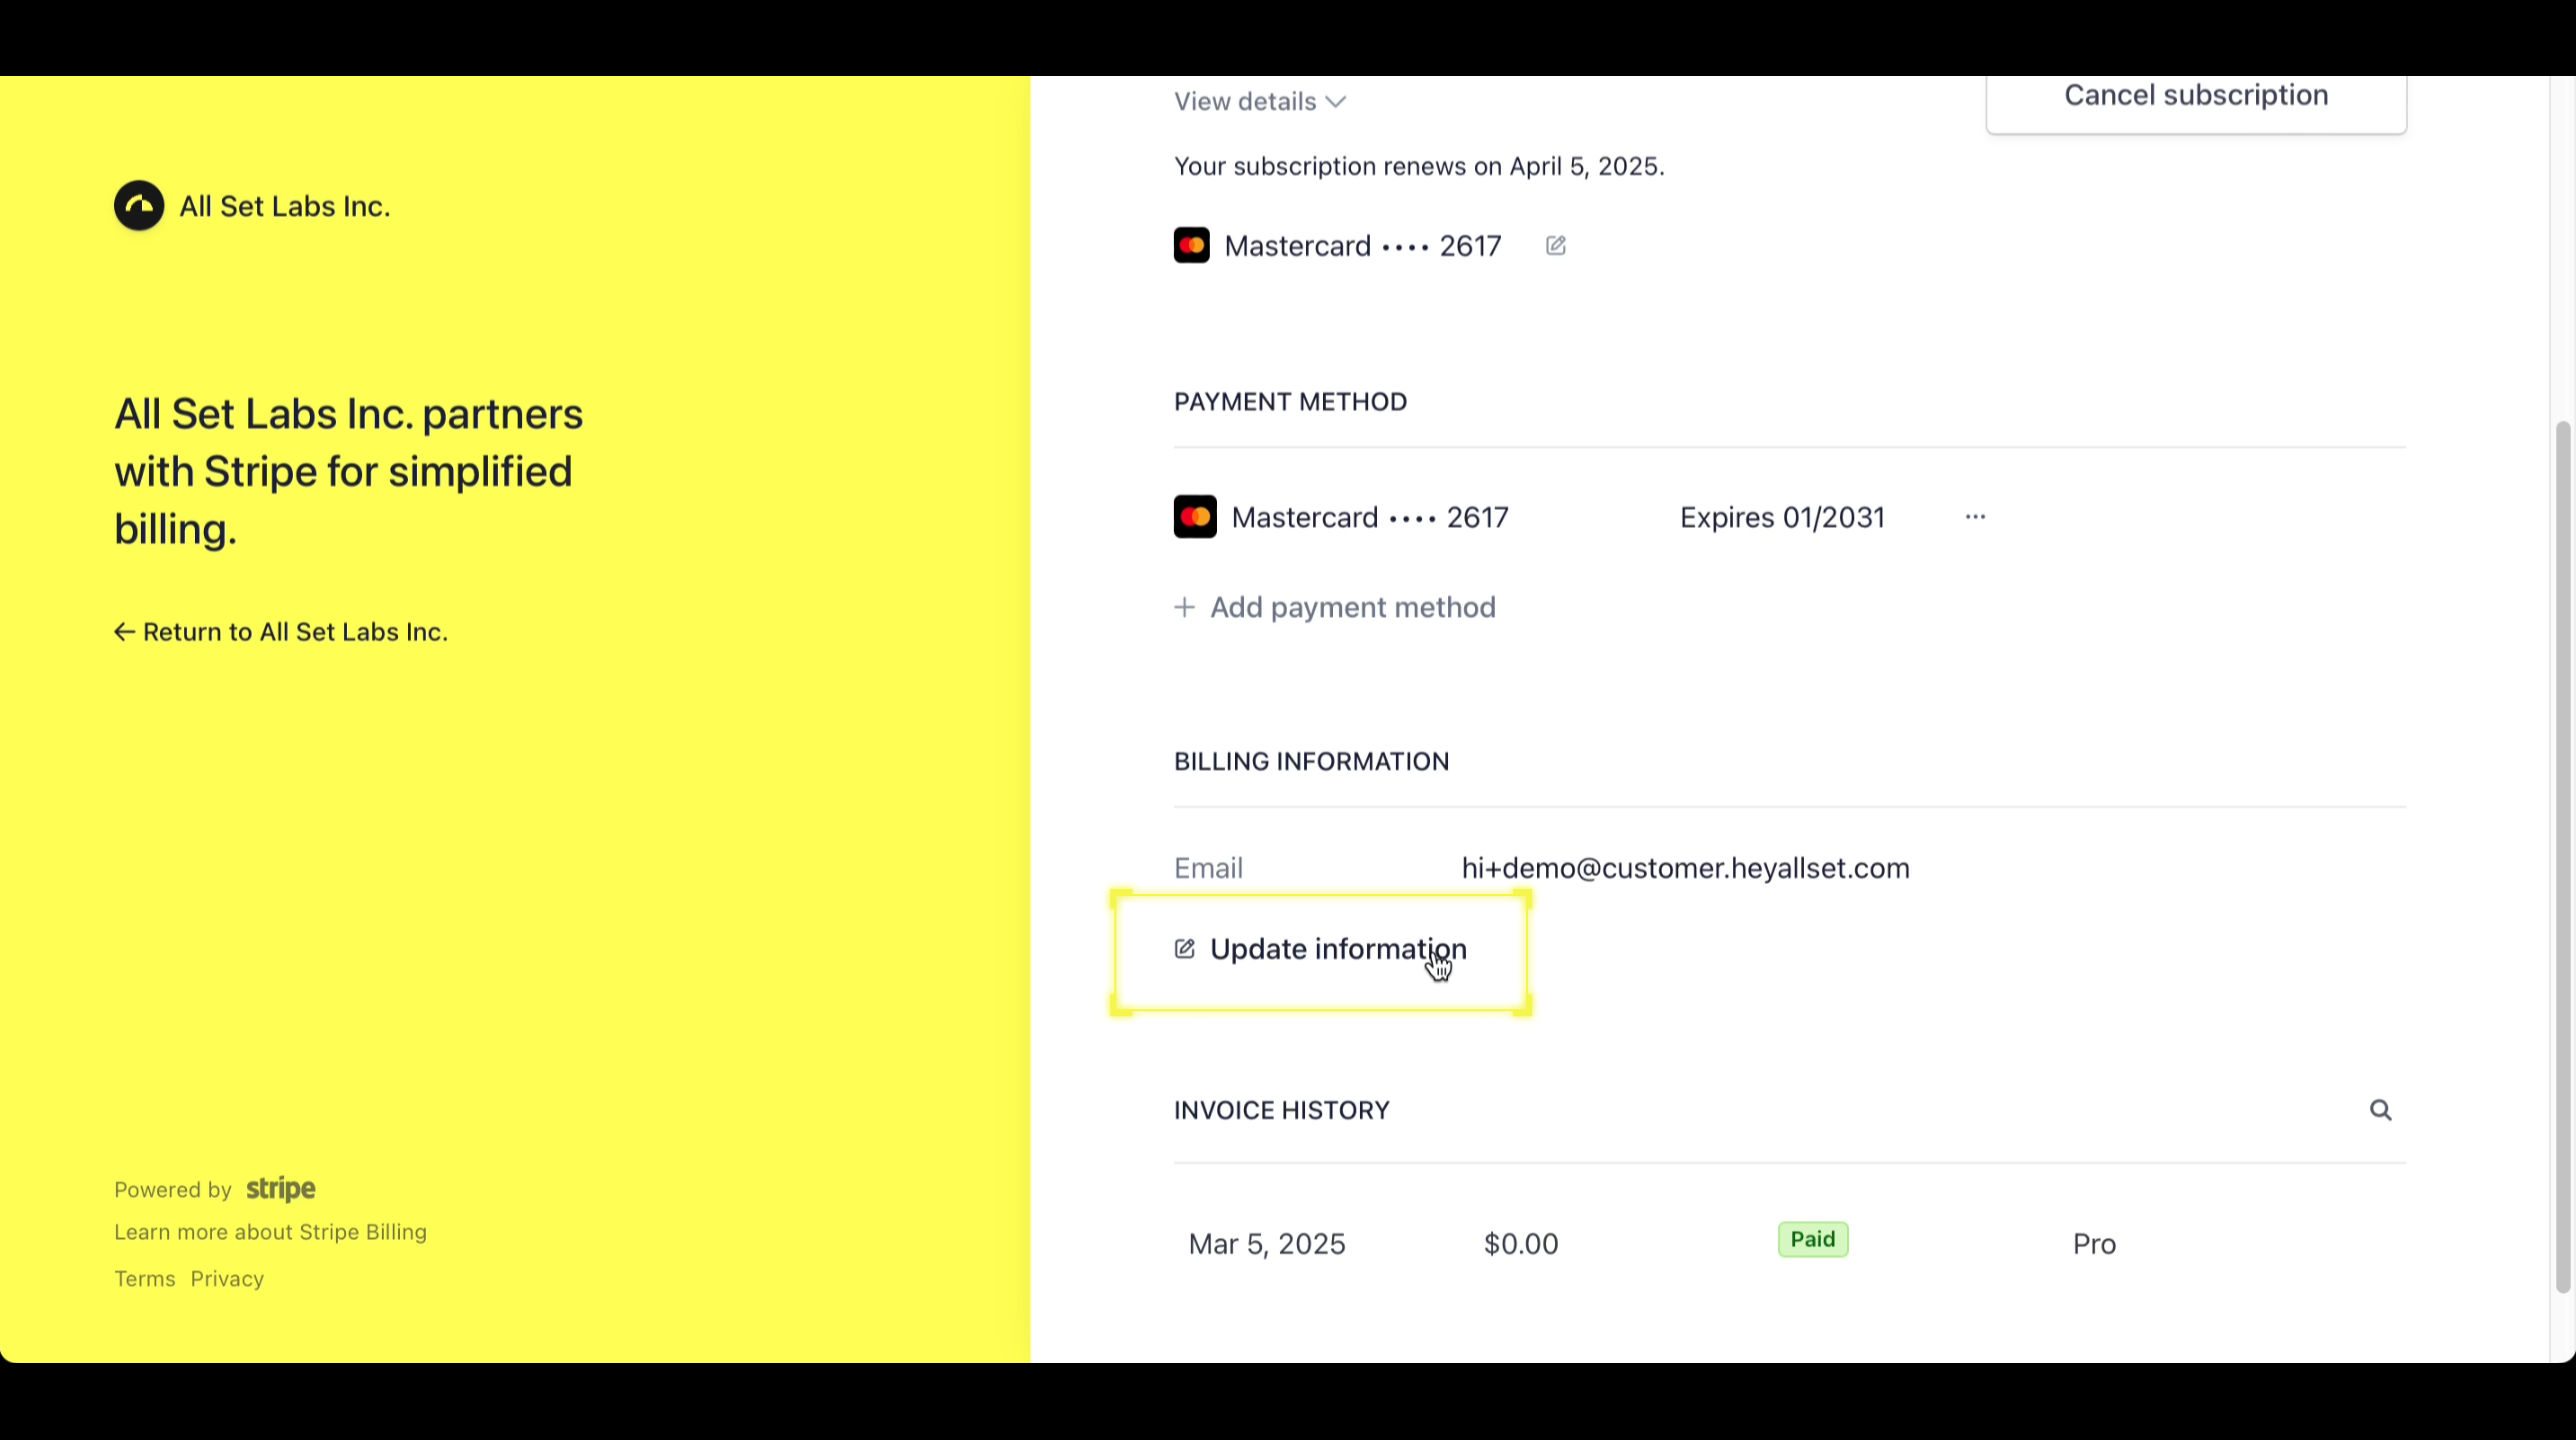 All Set Labs Inc.
All Set Labs Inc. partners
with Stripe for simplified
billing.
← Return to All Set Labs Inc.
Powered by stripe
Learn more about Stripe Billing
Terms Privacy
View details
Cancel subscription
Your subscription renews on April 5, 2025.
Mastercard •••• 2617
PAYMENT METHOD
Mastercard •••• 2617 Expires 01/2031 ···
+ Add payment method
BILLING INFORMATION
Email hi+demo@customer.heyallset.com
Update information
INVOICE HISTORY
Mar 5, 2025 $0.00 Paid Pro